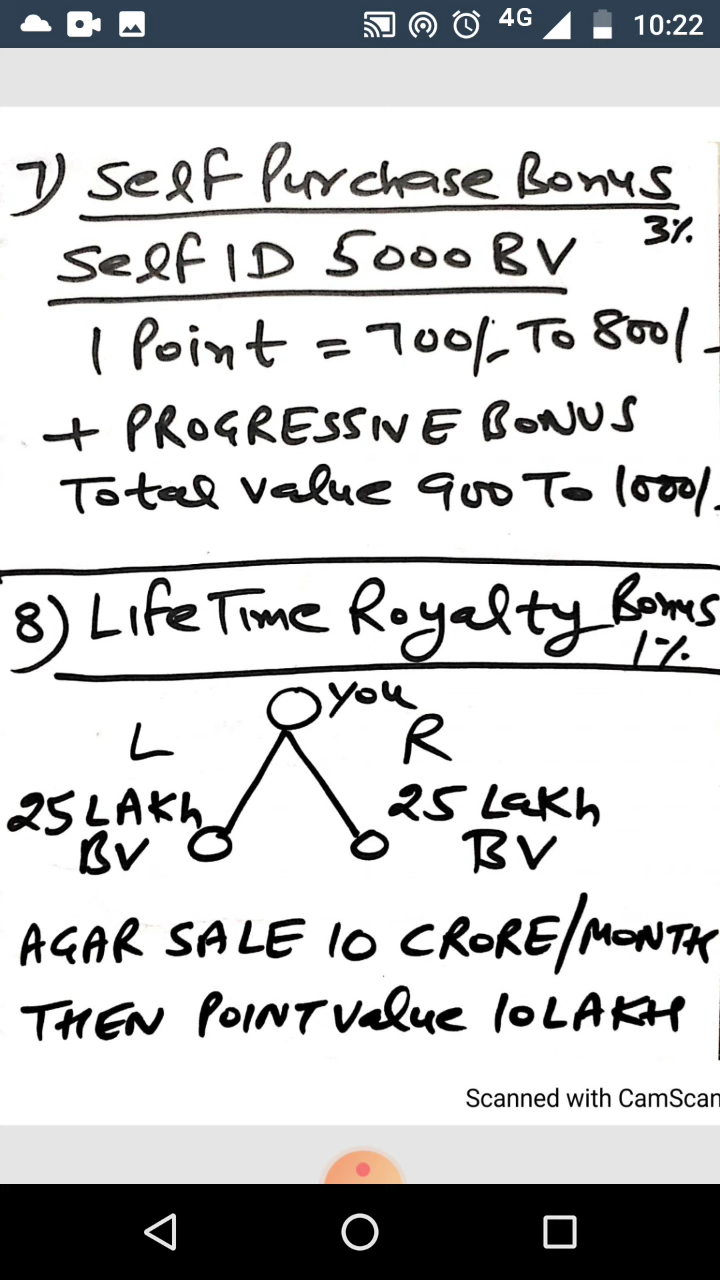 4G 10:22
7) Self Purchase Bonus
3%
Self ID 5000 BV
1 Point = 700/- To 800/-
+ PROGRESSIVE BONUS
Total value 900 To 1000/-
8) LifeTime Royalty Bonus
1%
You
L R
25 LAKh 25 LaKh
BV BV
AGAR SALE 10 CRORE/MONTH
THEN POINT Value 10 LAKH
Scanned with CamScan